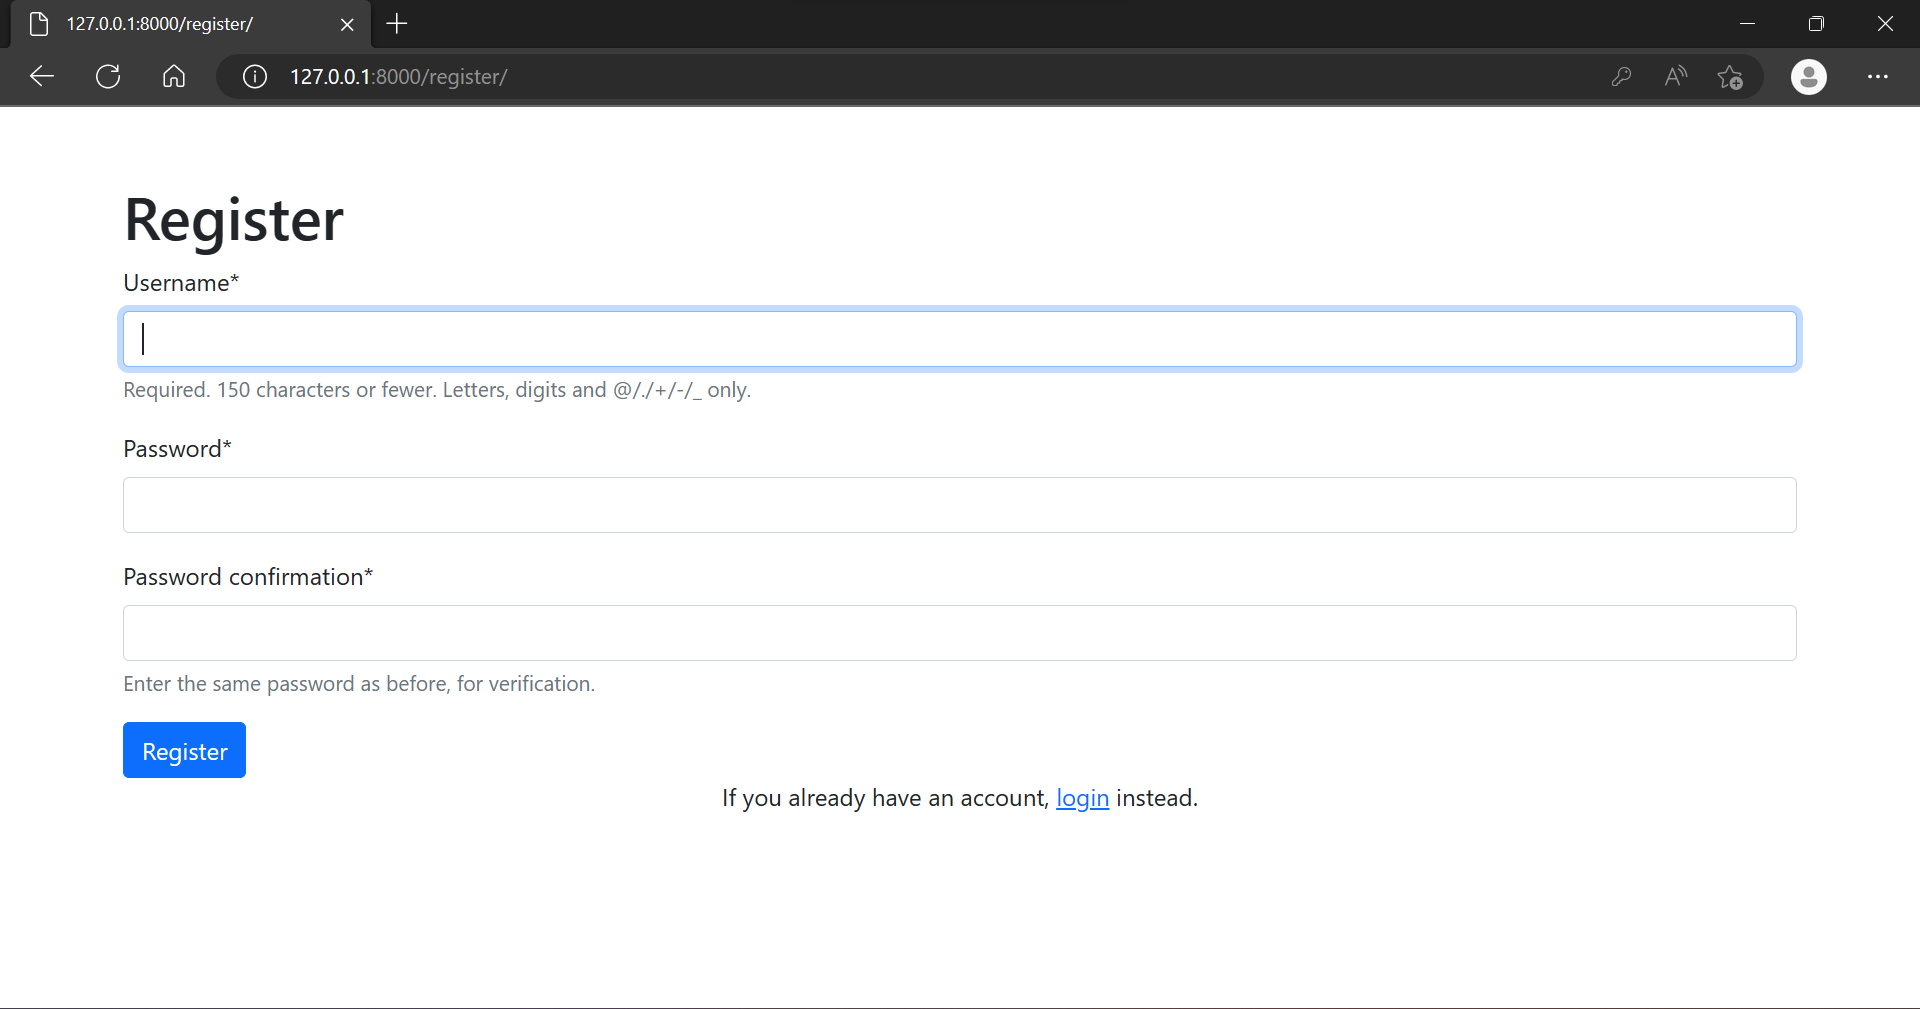 127.0.0.1:8000/register/
127.0.0.1:8000/register/
Register
Username*
Required. 150 characters or fewer. Letters, digits and @/./+/-/_ only.
Password*
Password confirmation*
Enter the same password as before, for verification.
Register
If you already have an account, login instead.